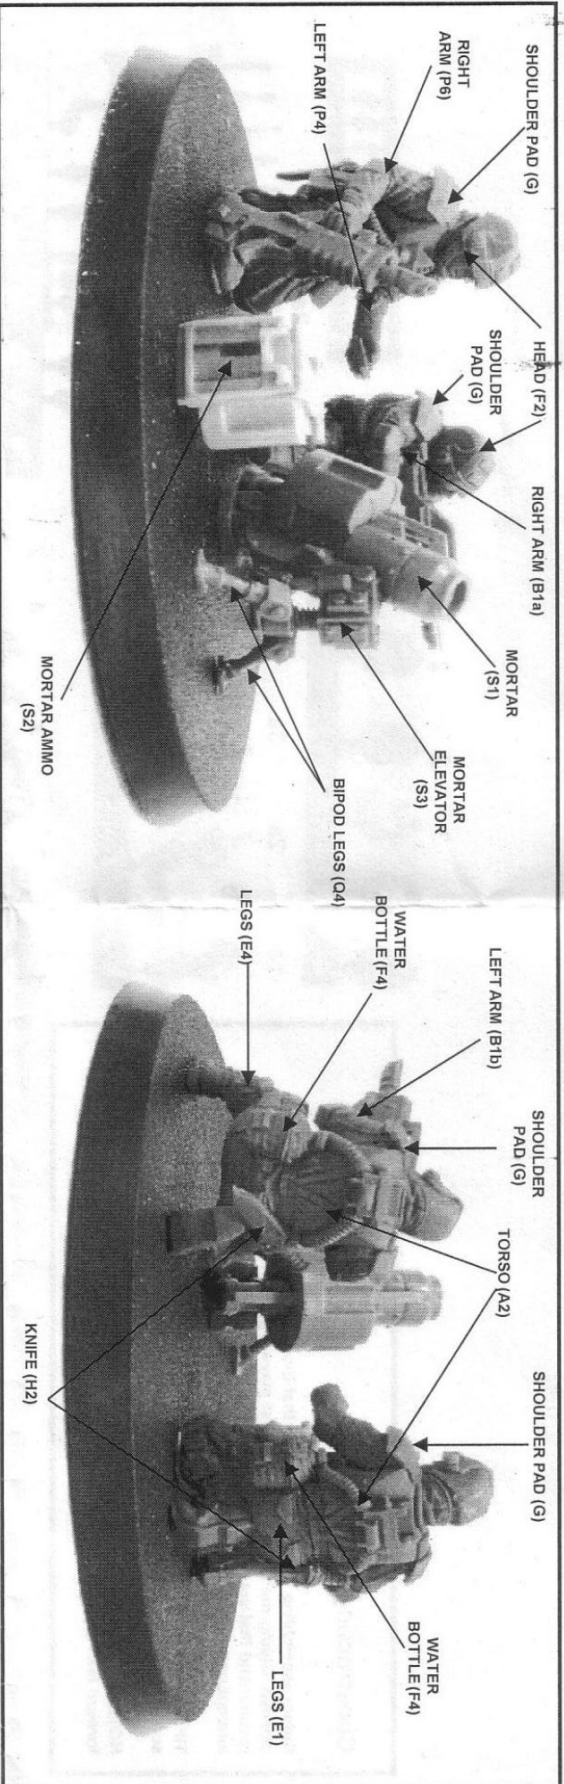 SHOULDER PAD (G)
HEAD (F2)
RIGHT
ARM (P6)
LEFT ARM (P4)
SHOULDER
PAD (G)
RIGHT ARM (B1a)
MORTAR
(S1)
MORTAR
ELEVATOR
(S3)
BIPOD LEGS (Q4)
MORTAR AMMO
(S2)
LEFT ARM (B1b)
WATER
BOTTLE (F4)
LEGS (E4)
SHOULDER
PAD (G)
TORSO (A2)
SHOULDER PAD (G)
KNIFE (H2)
WATER
BOTTLE (F4)
LEGS (E1)